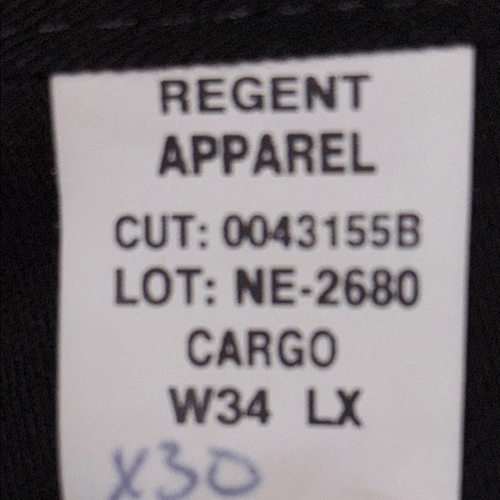 REGENT
APPAREL
CUT: 0043155B
LOT: NE-2680
CARGO
W34 LX
X30